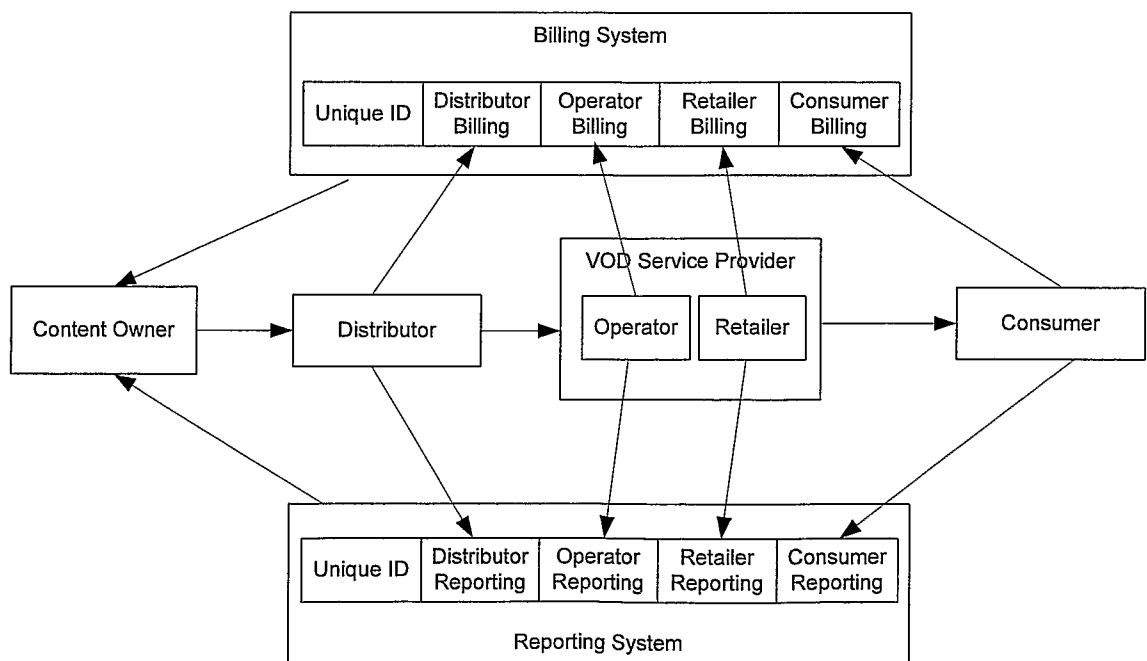 Billing System
Unique ID
Distributor
Billing
Operator
Billing
Retailer
Billing
Consumer
Billing
VOD Service Provider
Content Owner
Distributor
Operator
Retailer
Consumer
Unique ID
Distributor
Reporting
Operator
Reporting
Retailer
Reporting
Consumer
Reporting
Reporting System